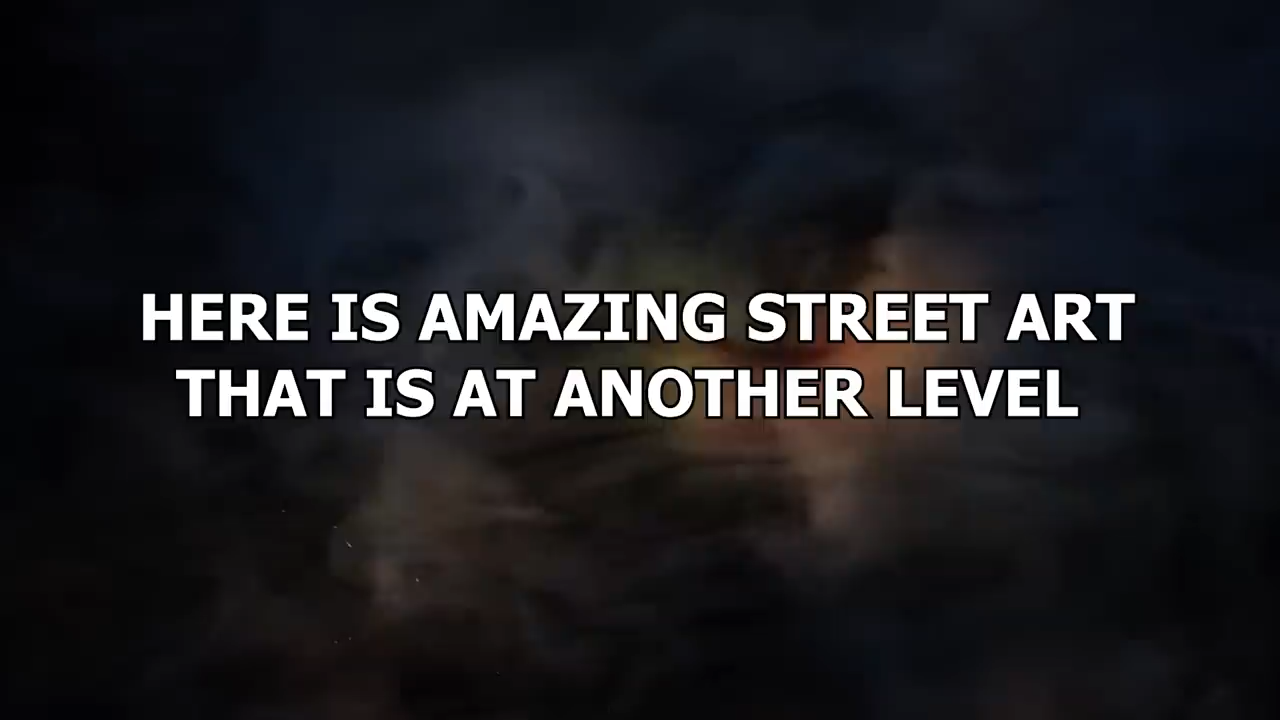 HERE IS AMAZING STREET ART
THAT IS AT ANOTHER LEVEL